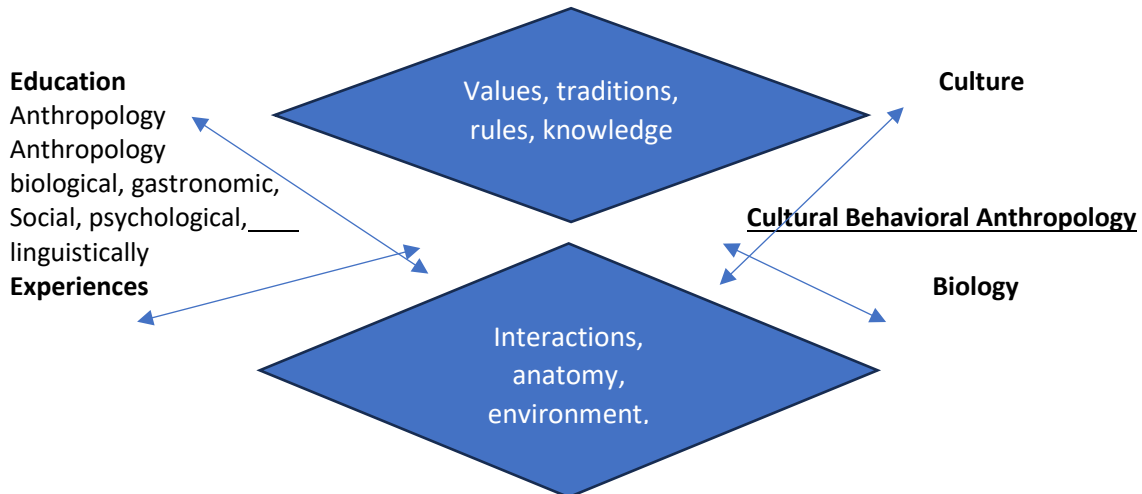 Education
Anthropology
Anthropology
biological, gastronomic,
Social, psychological,
linguistically
Experiences
Values, traditions,
rules, knowledge
Interactions,
anatomy,
environment.
Culture
Cultural Behavioral Anthropology
Biology